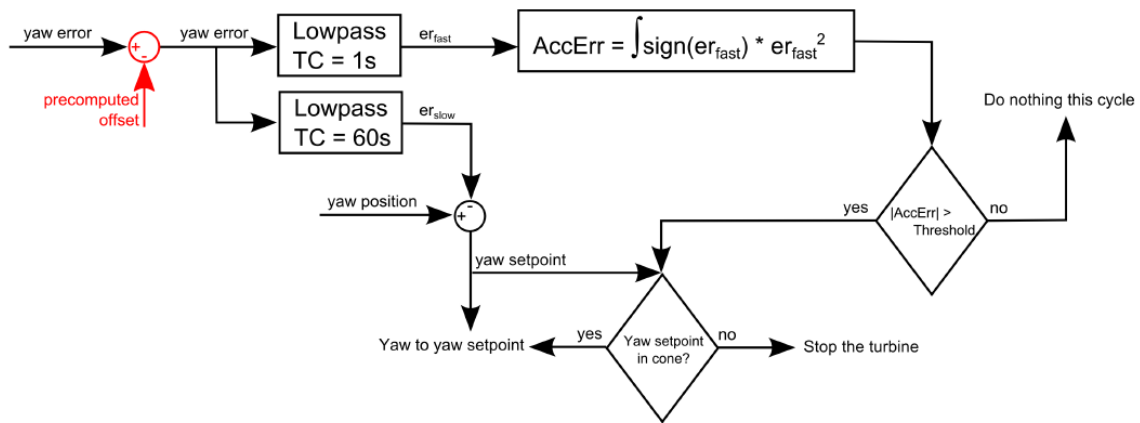 yaw error
+
-
precomputed
offset
yaw error
Lowpass
TC = 1s
er_fast
AccErr = ∫sign(er_fast) * er_fast^2
Lowpass
TC = 60s
er_slow
Do nothing this cycle
yaw position
+
-
yes
|AccErr| >
Threshold
no
yaw setpoint
Yaw to yaw setpoint
yes
Yaw setpoint
in cone?
no
Stop the turbine